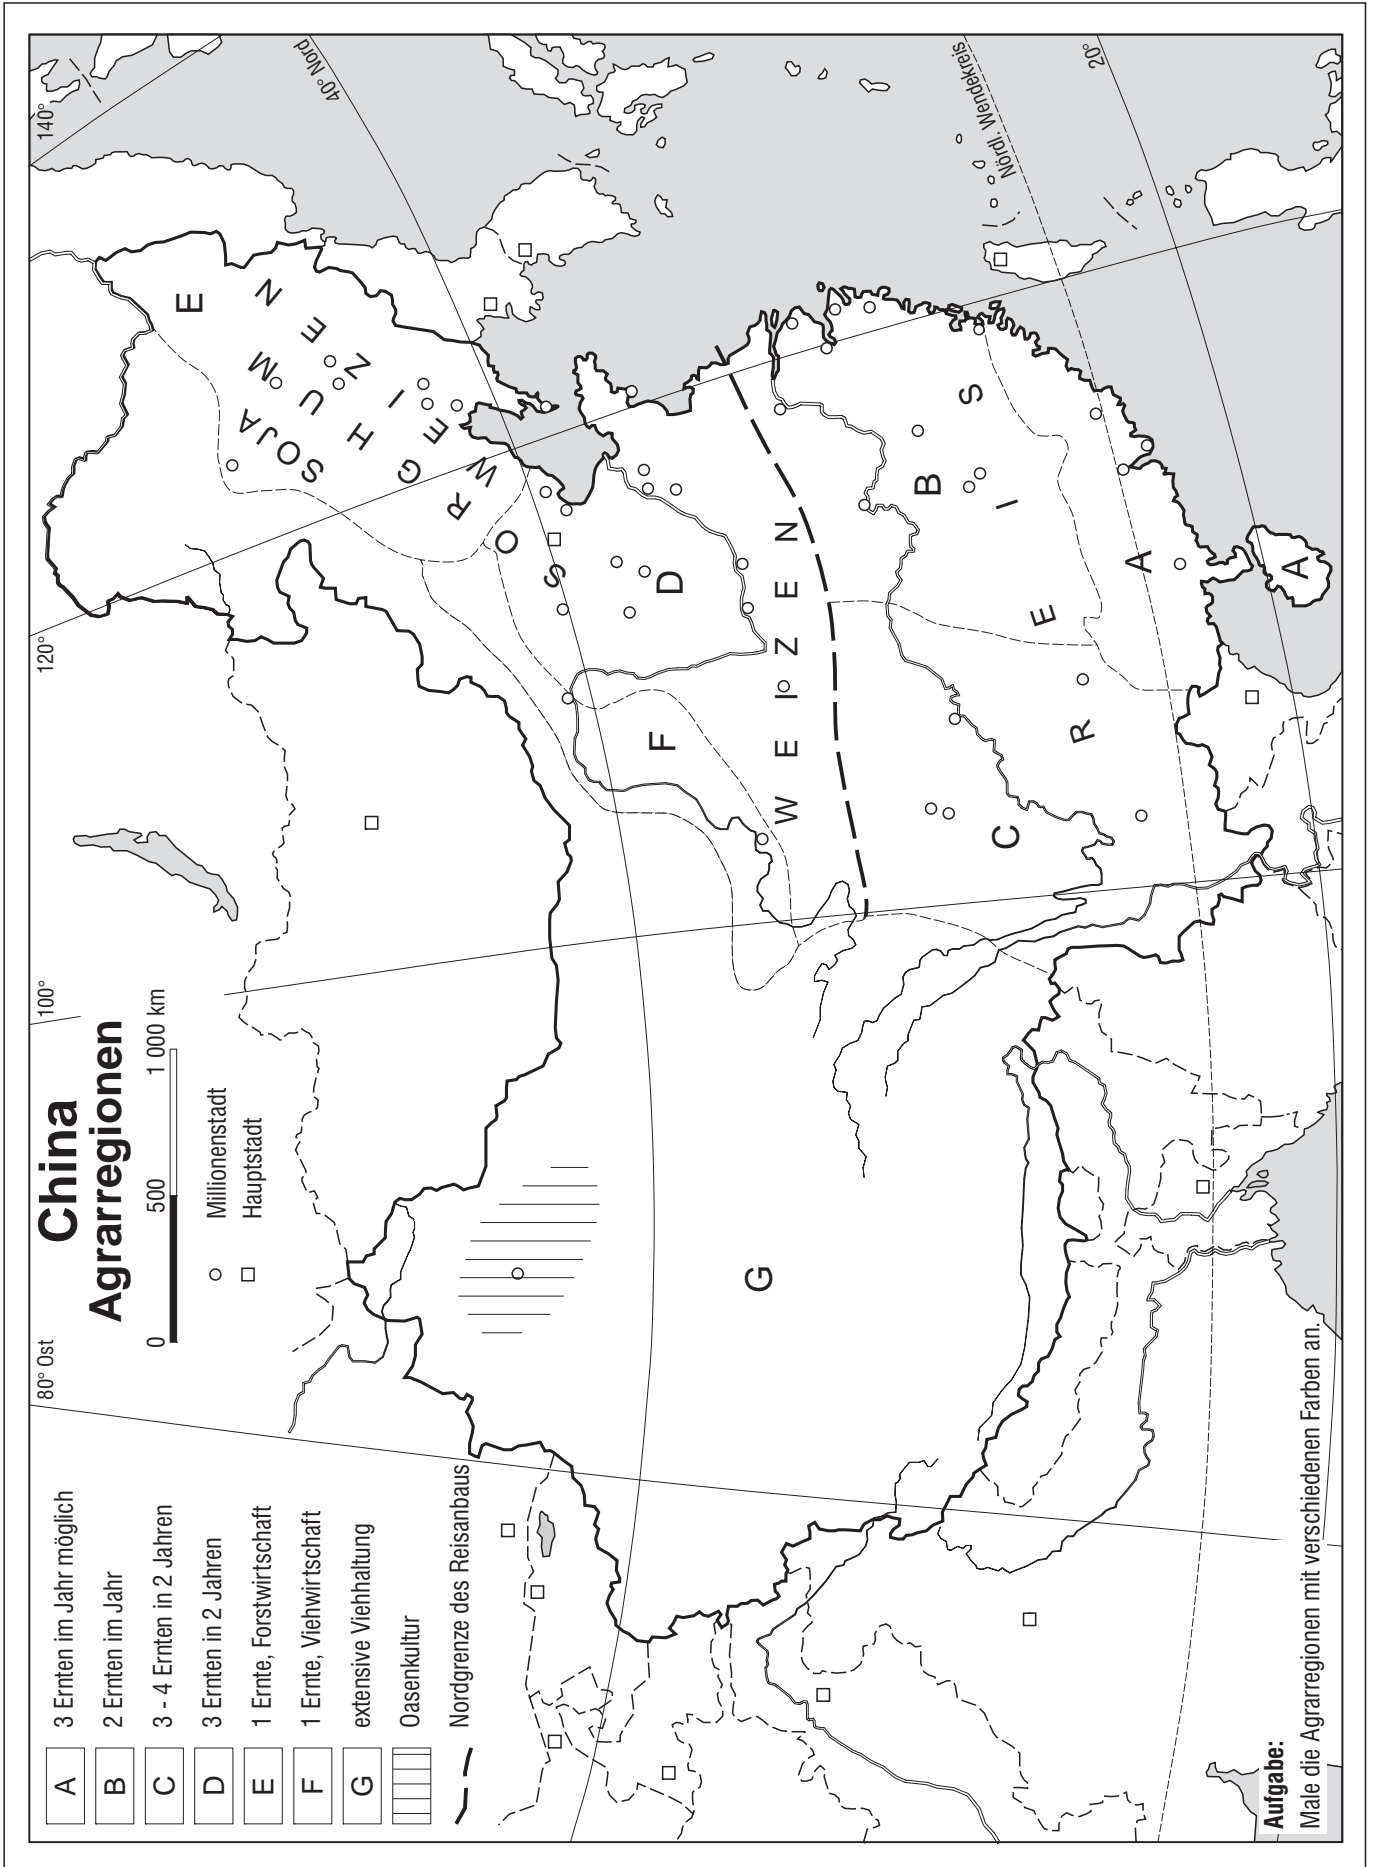 China
Agrarregionen
0 500 1 000 km
Millionenstadt
Hauptstadt
80° Ost
100°
120°
140°
40° Nord
Nördl. Wendekreis
20°
A 3 Ernten im Jahr möglich
B 2 Ernten im Jahr
C 3 - 4 Ernten in 2 Jahren
D 3 Ernten in 2 Jahren
E 1 Ernte, Forstwirtschaft
F 1 Ernte, Viehwirtschaft
G extensive Viehhaltung
Oasenkultur
Nordgrenze des Reisanbaus
E
SOJA
M
HUZEN
SORGHUM
WEIZEN
D
F
WEIZEN
B
C
REIS
A
A
G
Aufgabe:
Male die Agrarregionen mit verschiedenen Farben an.